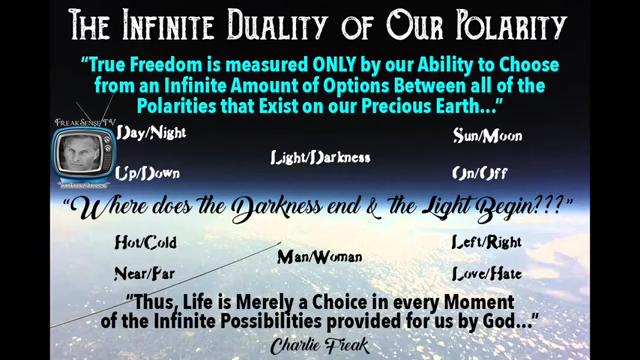 The Infinite Duality of Our Polarity
“True Freedom is measured ONLY by our Ability to Choose
from an Infinite Amount of Options Between all of the
Polarities that Exist on our Precious Earth...”
FreakSense TV
Day/Night
Sun/Moon
Light/Darkness
Up/Down
On/Off
“Where does the Darkness end & the Light Begin???”
Hot/Cold
Left/Right
Man/Woman
Near/Far
Love/Hate
“Thus, Life is Merely a Choice in every Moment
of the Infinite Possibilities provided for us by God...”
Charlie Freak